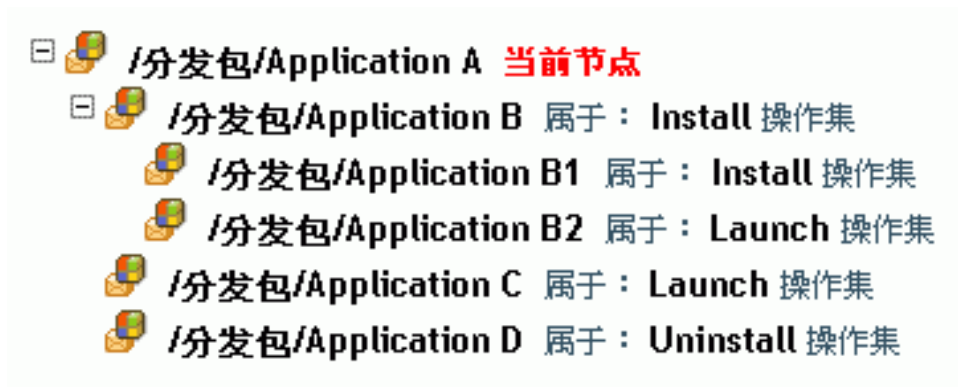 /分发包/Application A 当前节点
/分发包/Application B 属于： Install 操作集
/分发包/Application B1 属于： Install 操作集
/分发包/Application B2 属于： Launch 操作集
/分发包/Application C 属于： Launch 操作集
/分发包/Application D 属于： Uninstall 操作集